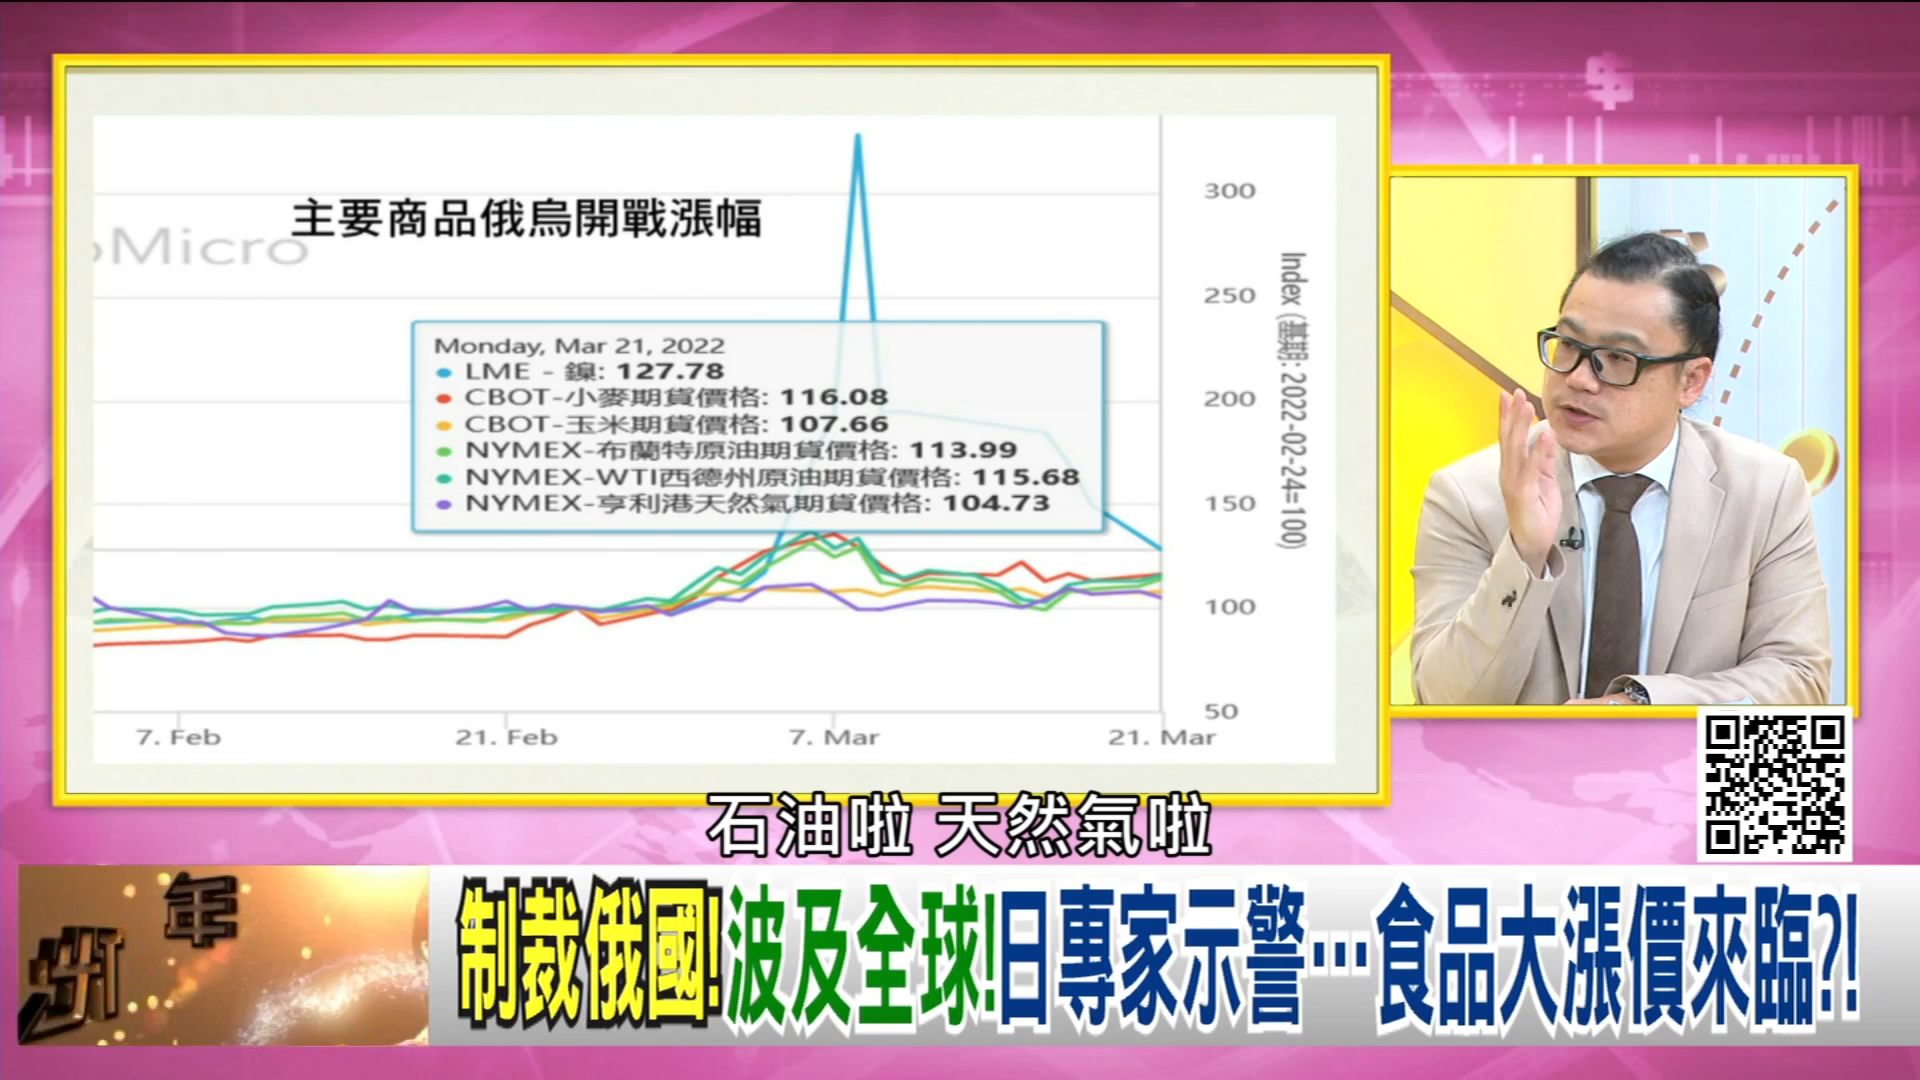 主要商品俄烏開戰漲幅
oMicro
300
250
200
150
100
50
Index (基期: 2022-02-24=100)
Monday, Mar 21, 2022
LME - 鎳: 127.78
CBOT-小麥期貨價格: 116.08
CBOT-玉米期貨價格: 107.66
NYMEX-布蘭特原油期貨價格: 113.99
NYMEX-WTI西德州原油期貨價格: 115.68
NYMEX-亨利港天然氣期貨價格: 104.73
7. Feb
21. Feb
7. Mar
21. Mar
石油啦 天然氣啦
年
制裁俄國!波及全球!日專家示警…食品大漲價來臨?!